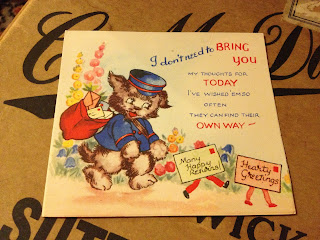 I don't need to BRING
YOU
MY THOUGHTS FOR
TODAY
I'VE WISHED 'EM SO
OFTEN
THEY CAN FIND THEIR
OWN WAY —
Many
Happy
Returns!
Hearty
Greetings